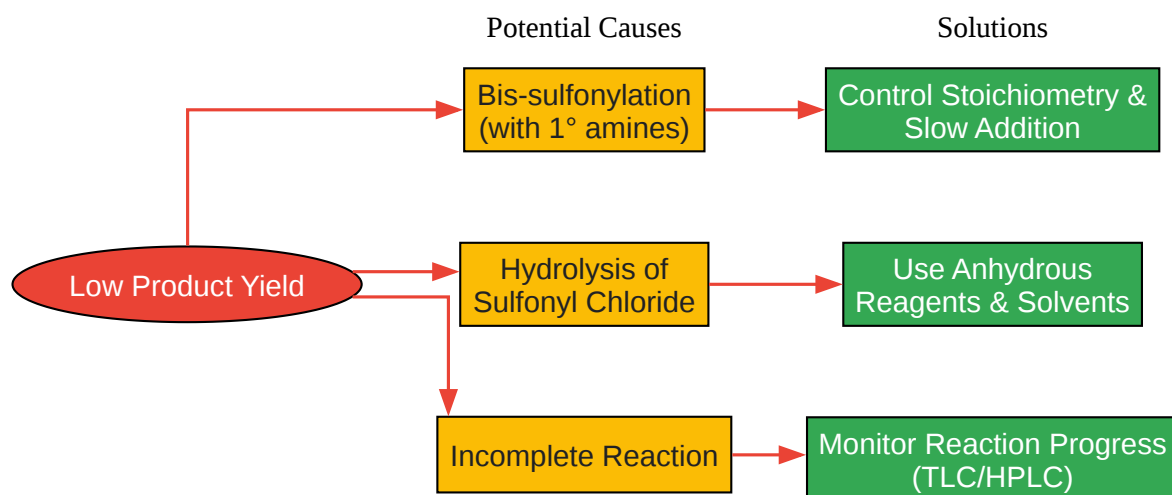 Potential Causes
Solutions
Bis-sulfonylation
(with 1° amines)
Control Stoichiometry &
Slow Addition
Low Product Yield
Hydrolysis of
Sulfonyl Chloride
Use Anhydrous
Reagents & Solvents
Incomplete Reaction
Monitor Reaction Progress
(TLC/HPLC)